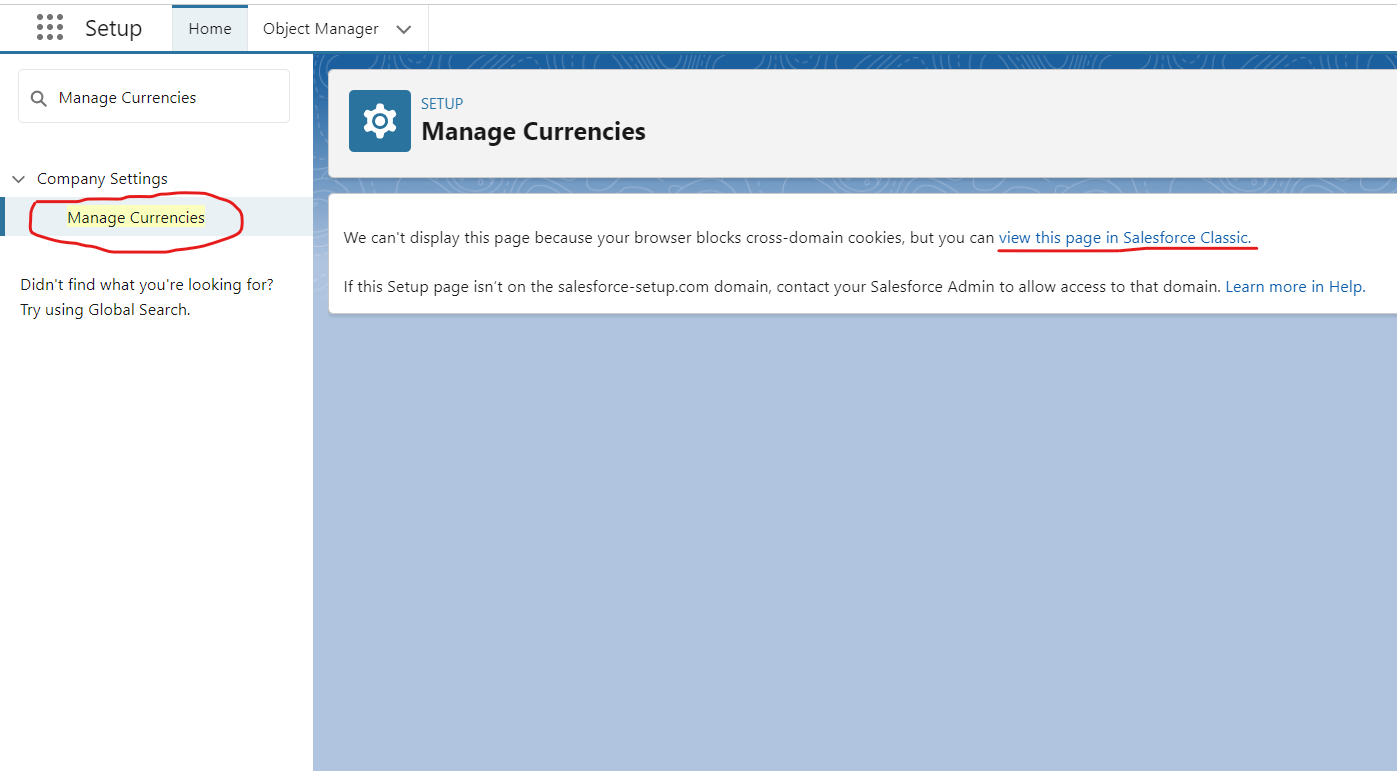 Setup
Home
Object Manager
Manage Currencies
Company Settings
Manage Currencies
Didn't find what you're looking for?
Try using Global Search.
SETUP
Manage Currencies
We can't display this page because your browser blocks cross-domain cookies, but you can view this page in Salesforce Classic.
If this Setup page isn’t on the salesforce-setup.com domain, contact your Salesforce Admin to allow access to that domain. Learn more in Help.